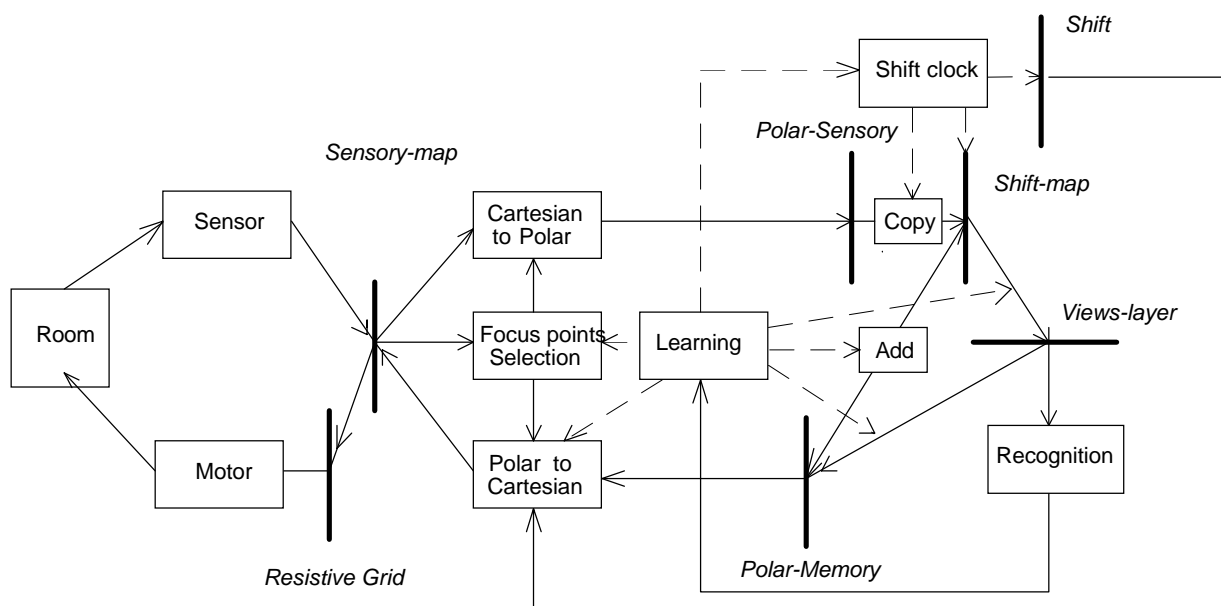 Shift
Shift clock
Polar-Sensory
Sensory-map
Shift-map
Sensor
Cartesian
to Polar
Copy
Room
Focus points
Selection
Learning
Add
Views-layer
Motor
Polar to
Cartesian
Recognition
Resistive Grid
Polar-Memory